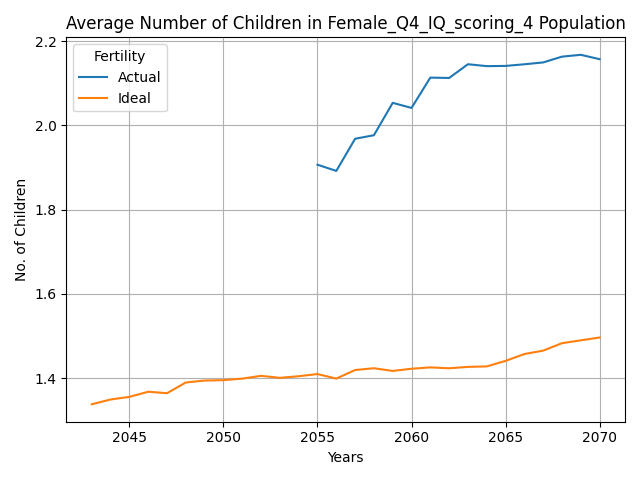 Average Number of Children in Female_Q4_IQ_scoring_4 Population
Fertility
Actual
Ideal
No. of Children
2.2
2.0
1.8
1.6
1.4
2045 2050 2055 2060 2065 2070
Years